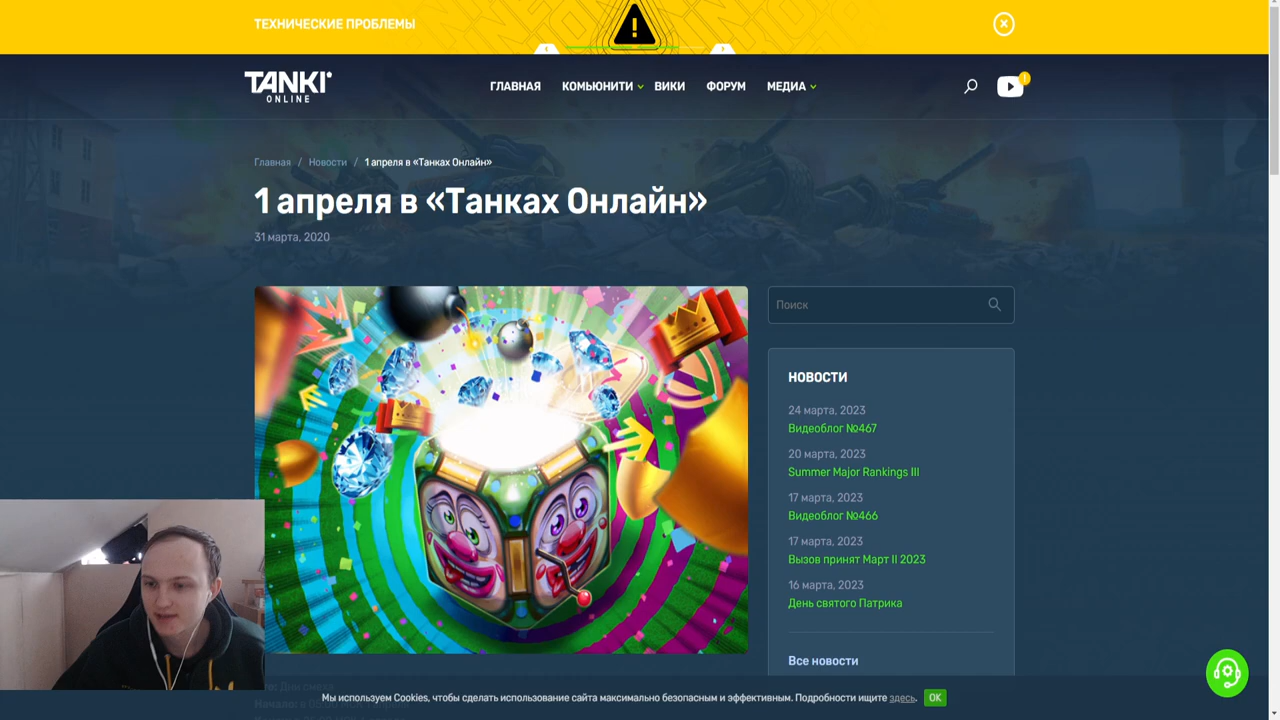 ТЕХНИЧЕСКИЕ ПРОБЛЕМЫ
TANKI
ONLINE
ГЛАВНАЯ КОМЬЮНИТИ ВИКИ ФОРУМ МЕДИА
1
Главная / Новости / 1 апреля в «Танках Онлайн»
1 апреля в «Танках Онлайн»
31 марта, 2020
Поиск
НОВОСТИ
24 марта, 2023
Видеоблог №467
20 марта, 2023
Summer Major Rankings III
17 марта, 2023
Видеоблог №466
17 марта, 2023
Вызов принят Март II 2023
16 марта, 2023
День святого Патрика
Все новости
Мы используем Cookies, чтобы сделать использование сайта максимально безопасным и эффективным. Подробности ищите здесь. OK